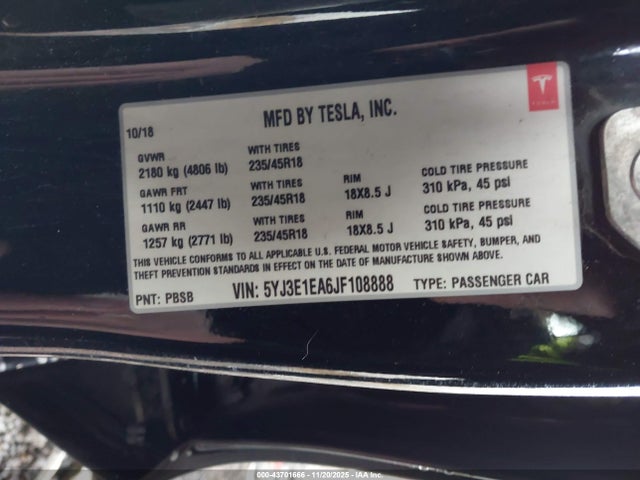 MFD BY TESLA, INC.
10/18
TESLA
GVWR WITH TIRES
2180 kg (4806 lb) 235/45R18
GAWR FRT WITH TIRES RIM COLD TIRE PRESSURE
1110 kg (2447 lb) 235/45R18 18X8.5 J 310 kPa, 45 psi
GAWR RR WITH TIRES RIM COLD TIRE PRESSURE
1257 kg (2771 lb) 235/45R18 18X8.5 J 310 kPa, 45 psi
THIS VEHICLE CONFORMS TO ALL APPLICABLE U.S. FEDERAL MOTOR VEHICLE SAFETY, BUMPER, AND
THEFT PREVENTION STANDARDS IN EFFECT ON THE DATE OF MANUFACTURE SHOWN ABOVE.
PNT: PBSB VIN: 5YJ3E1EA6JF108888 TYPE: PASSENGER CAR
000-43701666 - 11/20/2025 - IAA Corp.